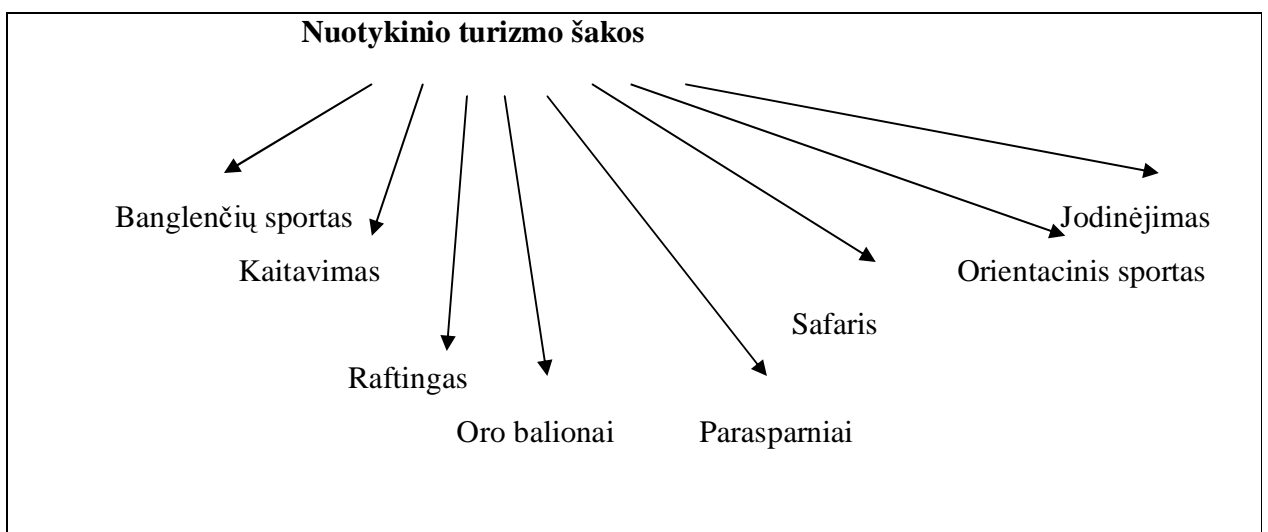 Nuotykinio turizmo šakos
Banglenčių sportas
Jodinėjimas
Kaitavimas
Orientacinis sportas
Safaris
Raftingas
Oro balionai
Parasparniai